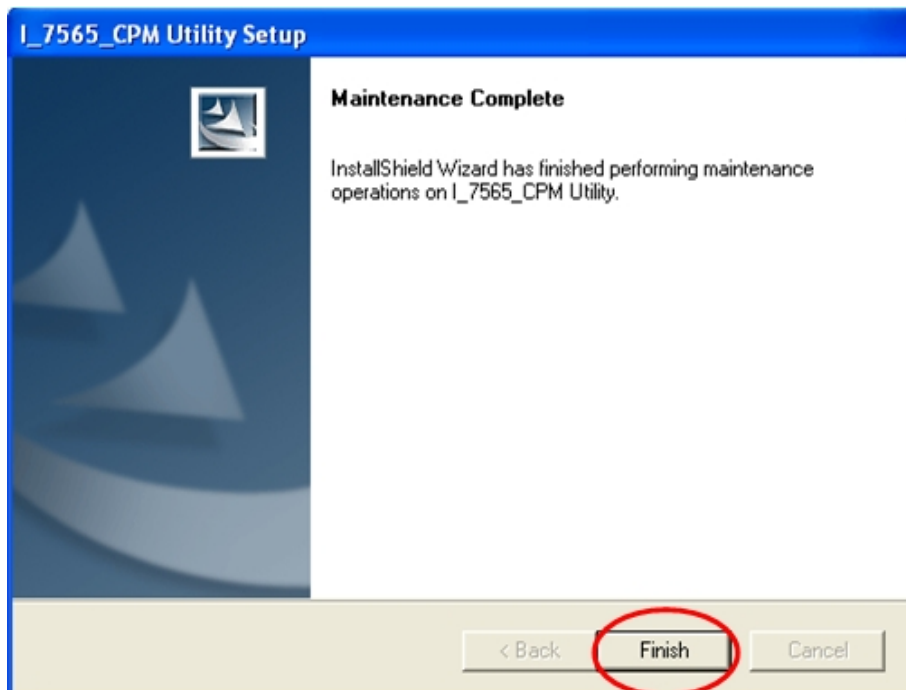 I_7565_CPM Utility Setup
Maintenance Complete
InstallShield Wizard has finished performing maintenance
operations on I_7565_CPM Utility.
< Back
Finish
Cancel